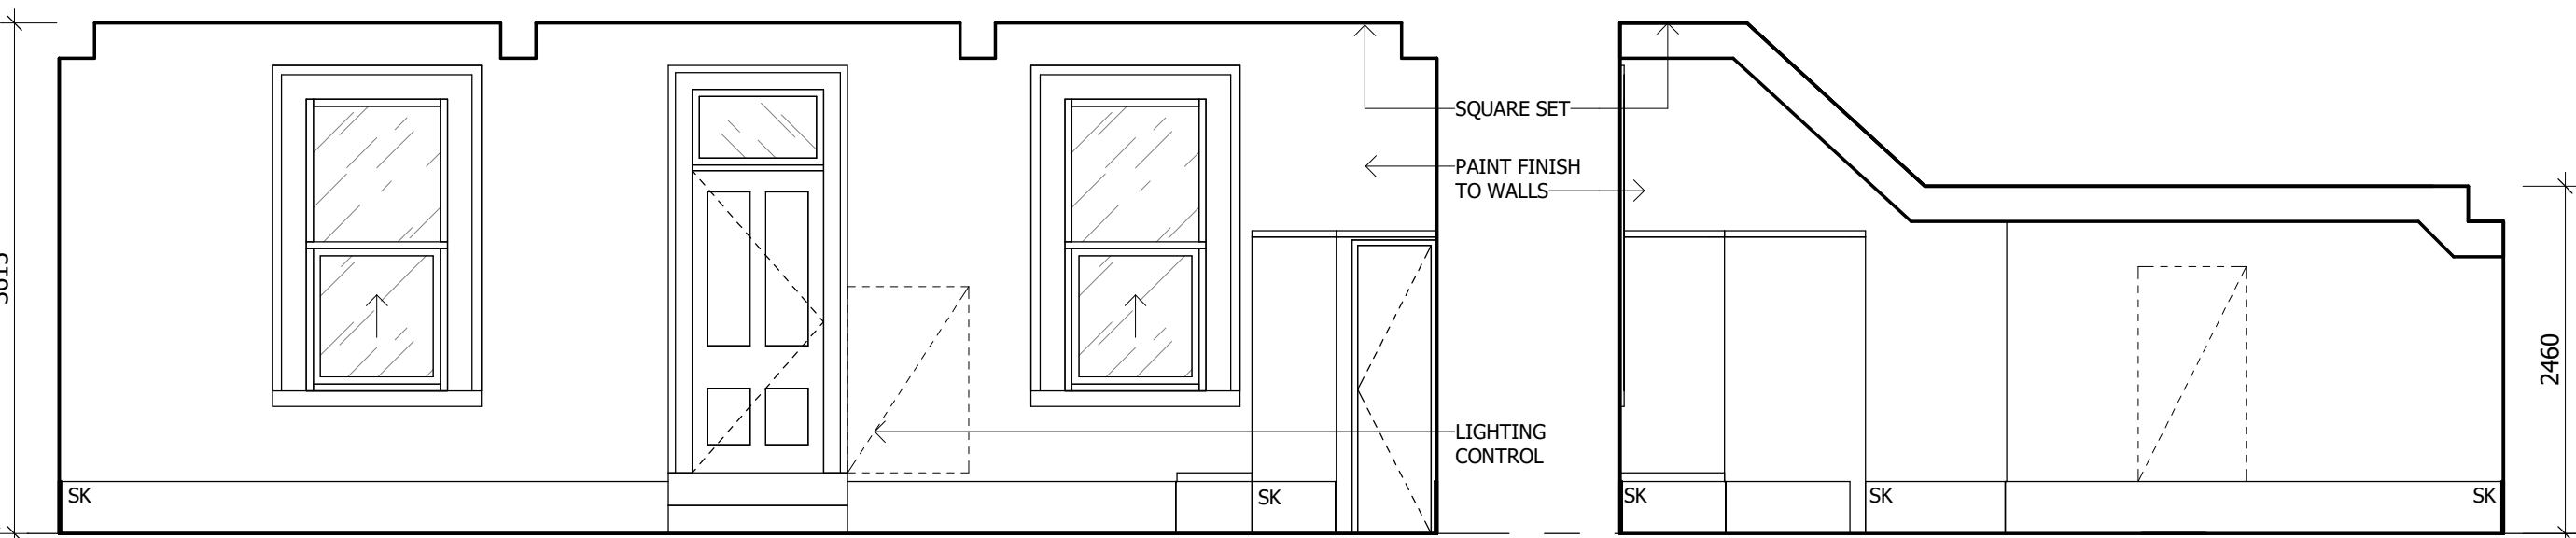 SQUARE SET
PAINT FINISH
TO WALLS
2460
LIGHTING
CONTROL
SK
SK
SK
SK
SK